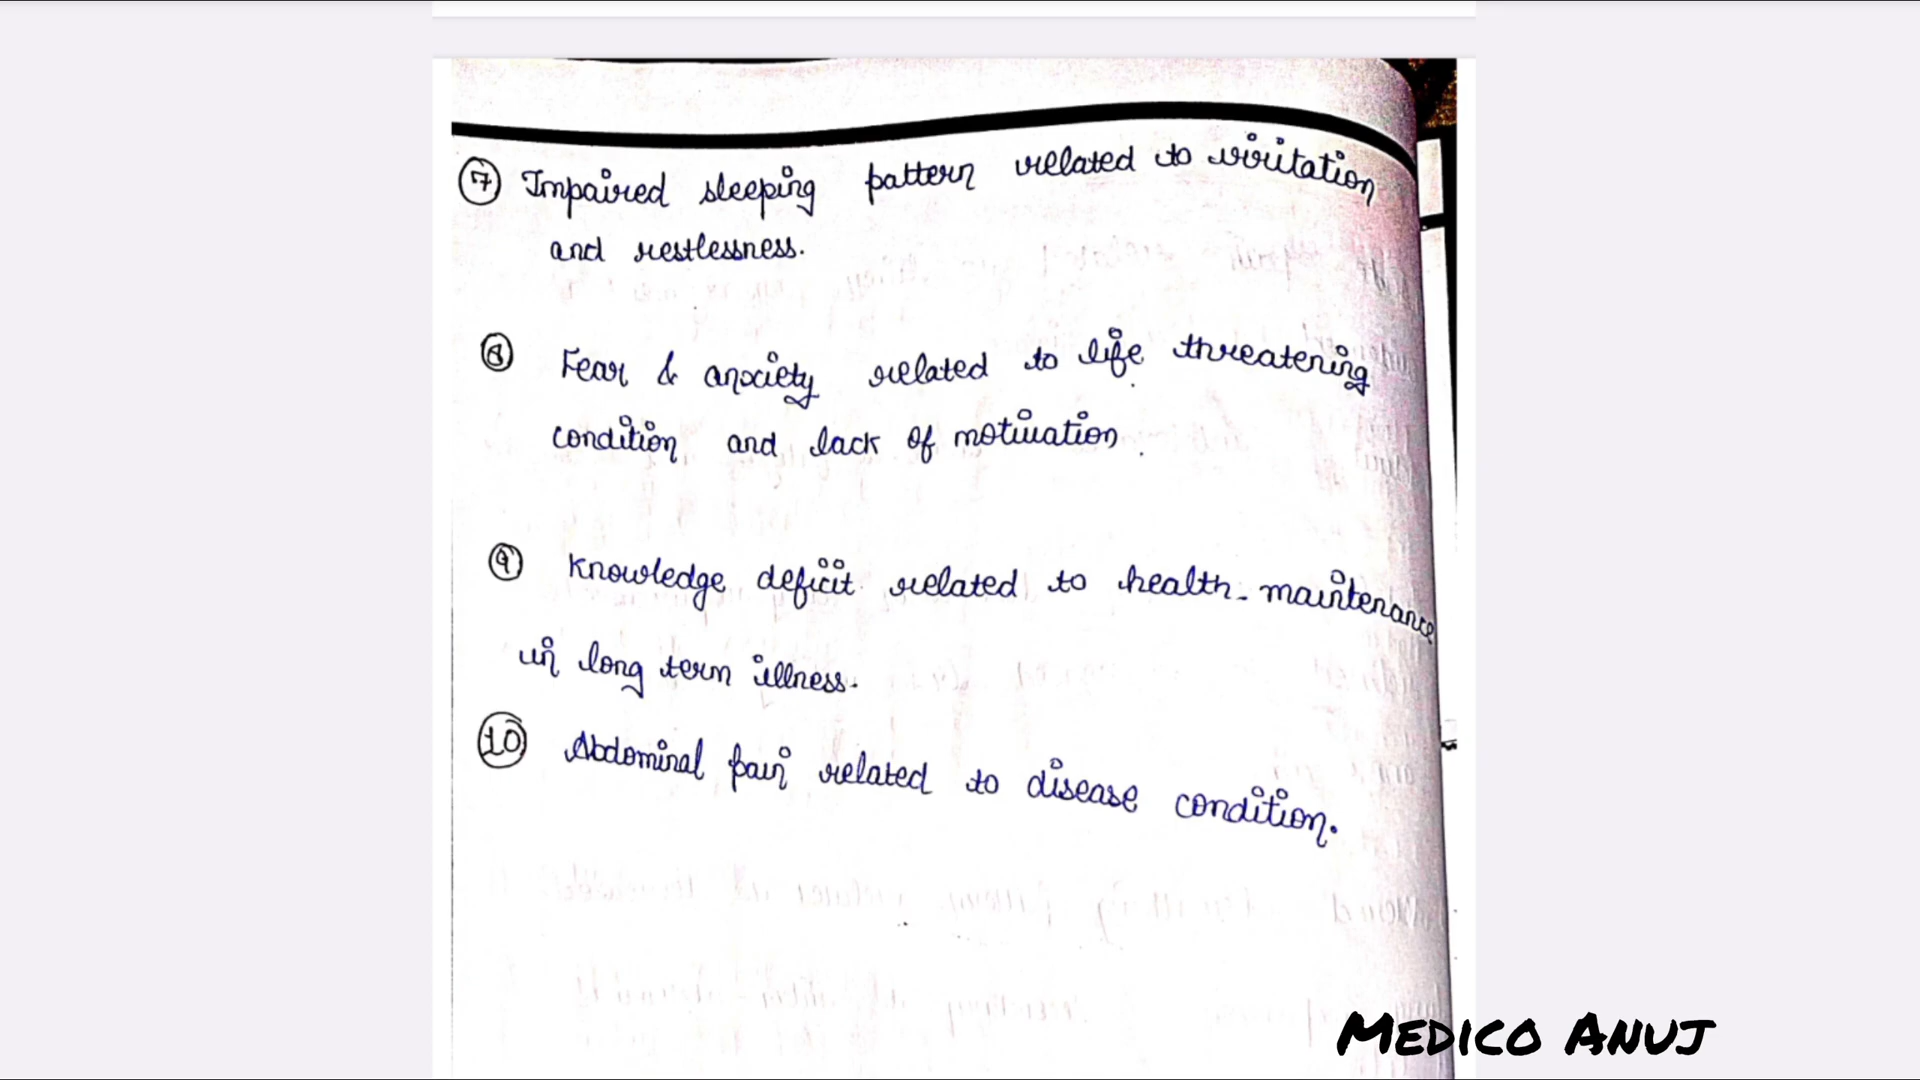 7 Impaired sleeping pattern related to irritation
and restlessness.
8 Fear & anxiety related to life threatening
condition and lack of motivation.
9 Knowledge deficit related to health-maintenance
in long term illness.
10 Abdominal pain related to disease condition.
MEDICO ANUJ